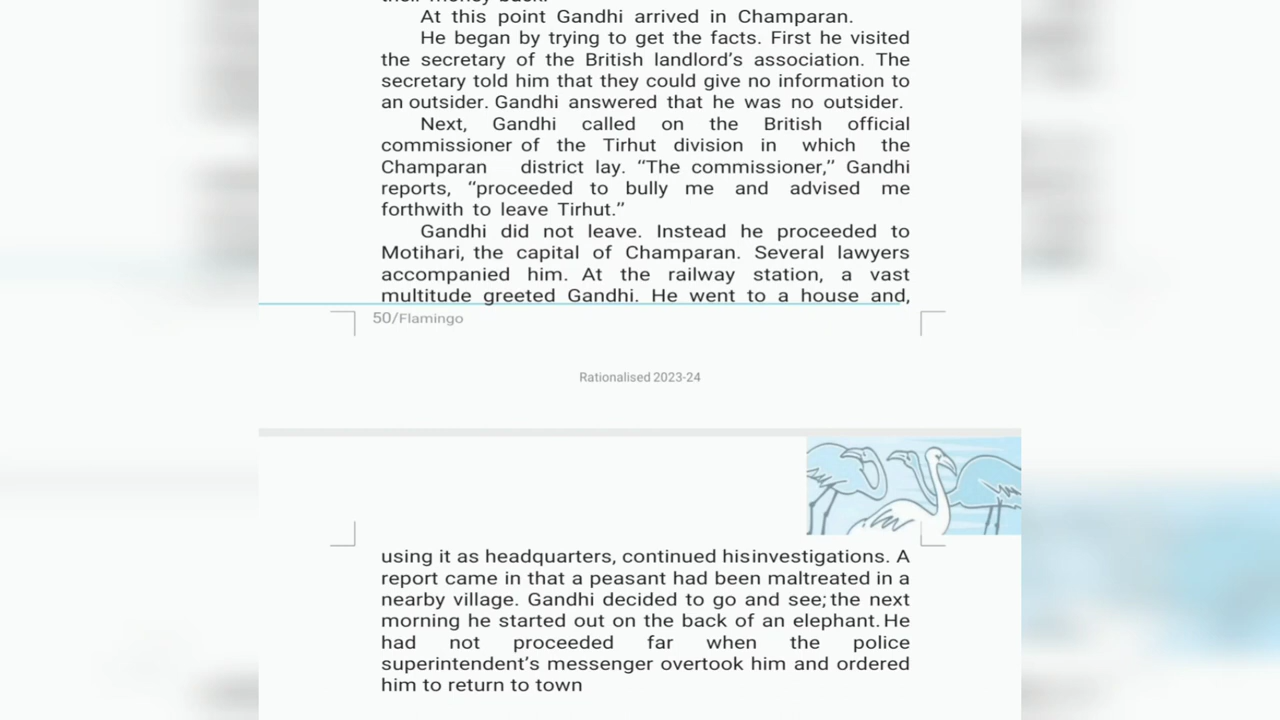 their money back.
At this point Gandhi arrived in Champaran.
He began by trying to get the facts. First he visited
the secretary of the British landlord's association. The
secretary told him that they could give no information to
an outsider. Gandhi answered that he was no outsider.
Next, Gandhi called on the British official
commissioner of the Tirhut division in which the
Champaran district lay. “The commissioner,” Gandhi
reports, “proceeded to bully me and advised me
forthwith to leave Tirhut.”
Gandhi did not leave. Instead he proceeded to
Motihari, the capital of Champaran. Several lawyers
accompanied him. At the railway station, a vast
multitude greeted Gandhi. He went to a house and,
50/Flamingo
Rationalised 2023-24
using it as headquarters, continued hisinvestigations. A
report came in that a peasant had been maltreated in a
nearby village. Gandhi decided to go and see; the next
morning he started out on the back of an elephant. He
had not proceeded far when the police
superintendent's messenger overtook him and ordered
him to return to town